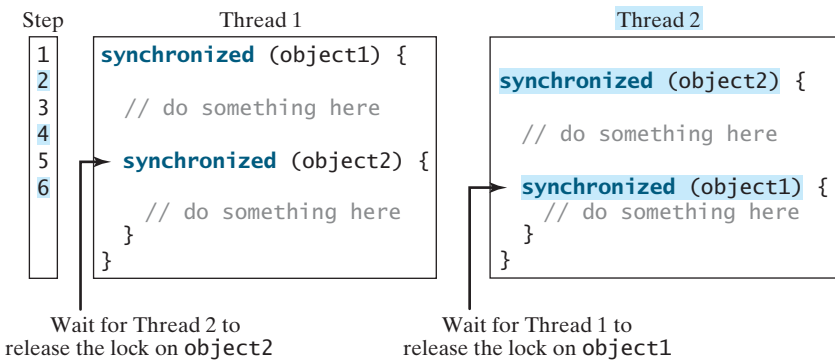 Step
Thread 1
Thread 2
1
2
3
4
5
6
synchronized (object1) {
// do something here
synchronized (object2) {
// do something here
}
}
synchronized (object2) {
// do something here
synchronized (object1) {
// do something here
}
}
Wait for Thread 2 to
release the lock on object2
Wait for Thread 1 to
release the lock on object1